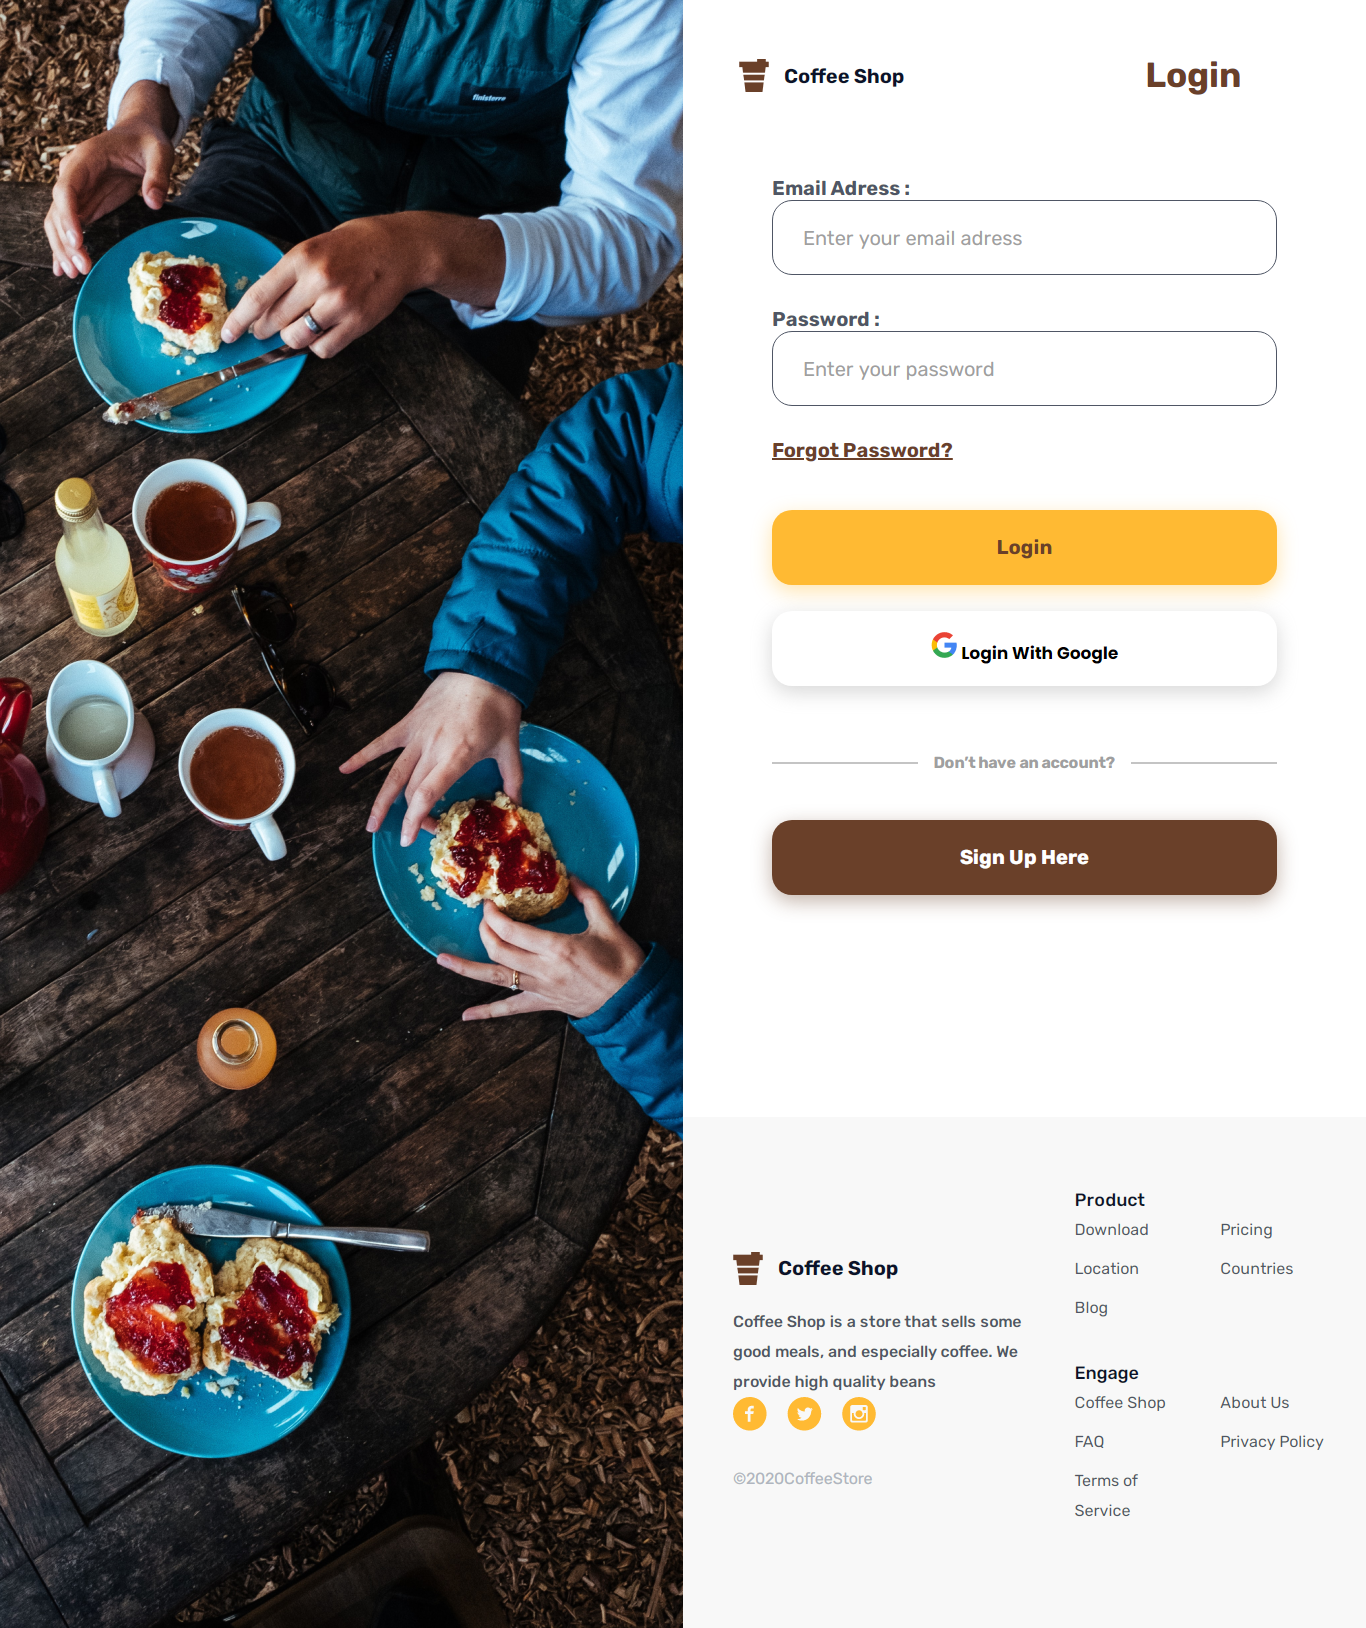 finisterre
Coffee Shop
Login
Email Adress :
Enter your email adress
Password :
Enter your password
Forgot Password?
Login
Login With Google
Don't have an account?
Sign Up Here
Coffee Shop
Coffee Shop is a store that sells some
good meals, and especially coffee. We
provide high quality beans
©2020CoffeeStore
Product
Download
Pricing
Location
Countries
Blog
Engage
Coffee Shop
About Us
FAQ
Privacy Policy
Terms of
Service